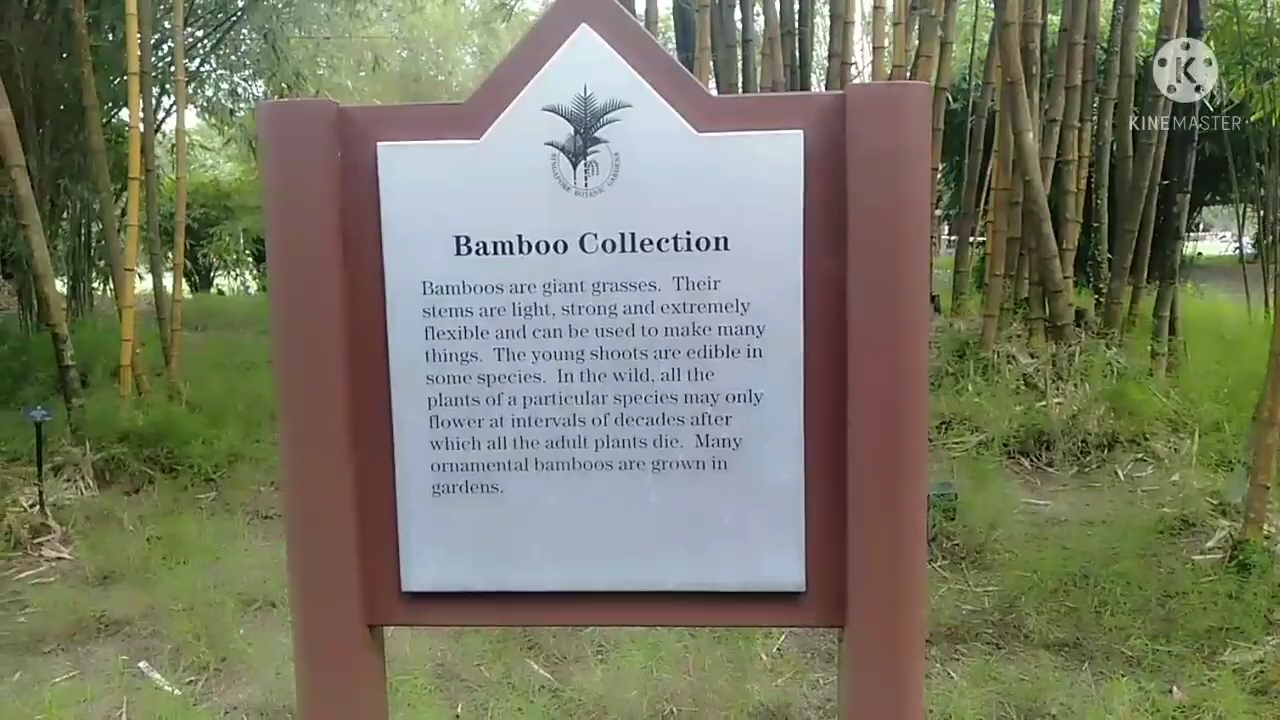 KINEMASTER
SINGAPORE BOTANIC GARDENS
Bamboo Collection
Bamboos are giant grasses. Their
stems are light, strong and extremely
flexible and can be used to make many
things. The young shoots are edible in
some species. In the wild, all the
plants of a particular species may only
flower at intervals of decades after
which all the adult plants die. Many
ornamental bamboos are grown in
gardens.